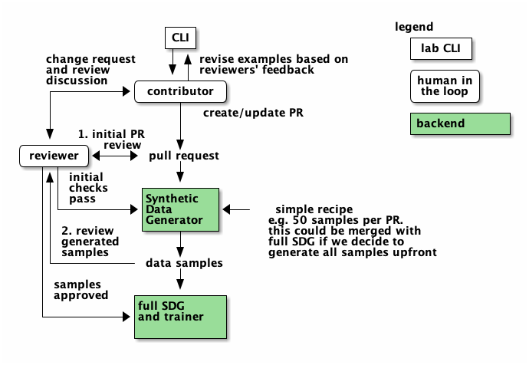 CLI
legend
lab CLI
human in
the loop
backend
change request
and review
discussion
revise examples based on
reviewers' feedback
contributor
create/update PR
1. initial PR
review
reviewer
pull request
initial
checks
pass
Synthetic
Data
Generator
simple recipe
e.g. 50 samples per PR.
this could be merged with
full SDG if we decide to
generate all samples upfront
2. review
generated
samples
data samples
samples
approved
full SDG
and trainer